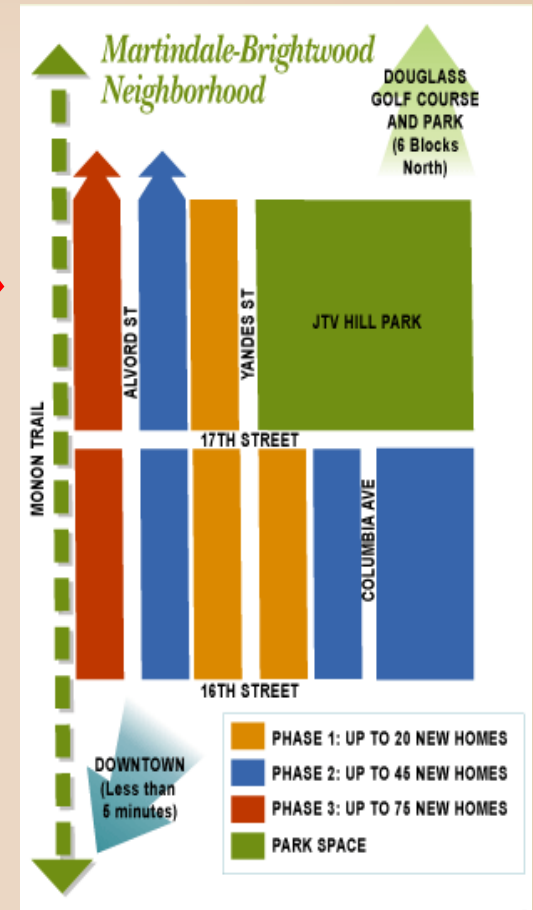 Martindale-Brightwood
Neighborhood
DOUGLASS
GOLF COURSE
AND PARK
(6 Blocks
North)
ALVORD ST
YANDES ST
JTV HILL PARK
MONON TRAIL
17TH STREET
COLUMBIA AVE
16TH STREET
DOWNTOWN
(Less than
5 minutes)
PHASE 1: UP TO 20 NEW HOMES
PHASE 2: UP TO 45 NEW HOMES
PHASE 3: UP TO 75 NEW HOMES
PARK SPACE